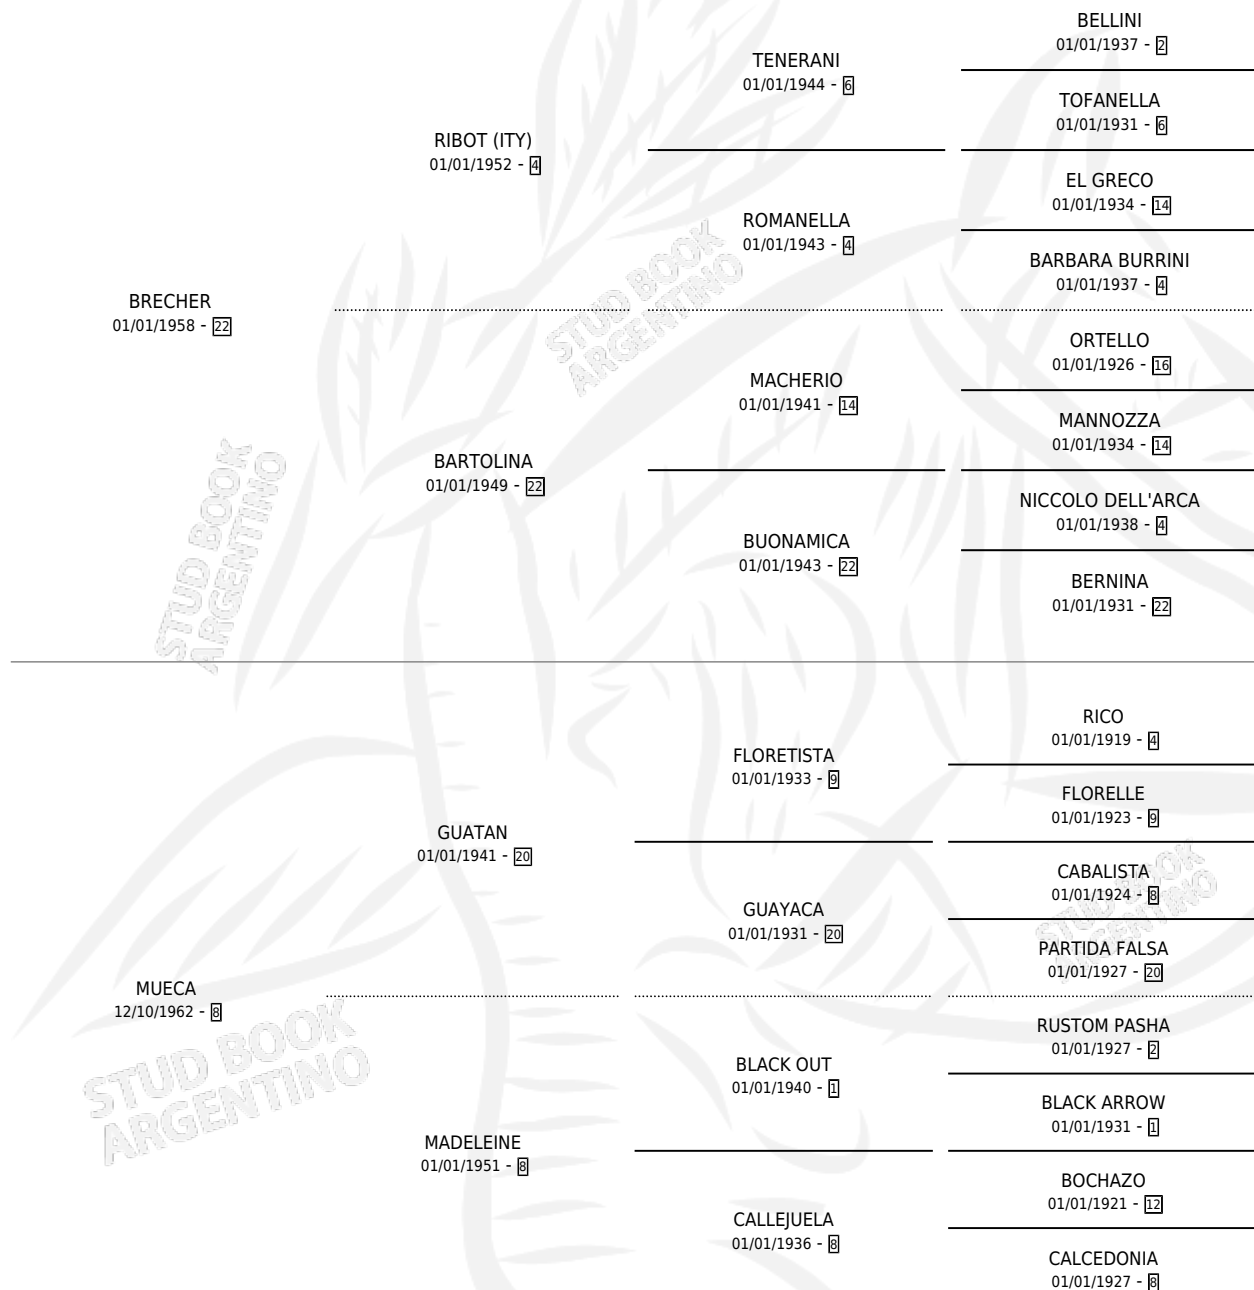 BELLINI
01/01/1937 - 2
TENERANI
01/01/1944 - 6
TOFANELLA
01/01/1931 - 6
RIBOT (ITY)
01/01/1952 - 4
EL GRECO
01/01/1934 - 14
ROMANELLA
01/01/1943 - 4
BARBARA BURRINI
01/01/1937 - 4
BRECHER
01/01/1958 - 22
ORTELLO
01/01/1926 - 16
MACHERIO
01/01/1941 - 14
MANNOZZA
01/01/1934 - 14
BARTOLINA
01/01/1949 - 22
NICCOLO DELL'ARCA
01/01/1938 - 4
BUONAMICA
01/01/1943 - 22
BERNINA
01/01/1931 - 22
STUD BOOK
ARGENTINO
STUD BOOK
ARGENTINO
RICO
01/01/1919 - 4
FLORETISTA
01/01/1933 - 9
FLORELLE
01/01/1923 - 9
GUATAN
01/01/1941 - 20
CABALISTA
01/01/1924 - 8
GUAYACA
01/01/1931 - 20
PARTIDA FALSA
01/01/1927 - 20
STUD BOOK
ARGENTINO
MUECA
12/10/1962 - 8
RUSTOM PASHA
01/01/1927 - 2
BLACK OUT
01/01/1940 - 1
BLACK ARROW
01/01/1931 - 1
MADELEINE
01/01/1951 - 8
BOCHAZO
01/01/1921 - 12
CALLEJUELA
01/01/1936 - 8
CALCEDONIA
01/01/1927 - 8
STUD BOOK
ARGENTINO